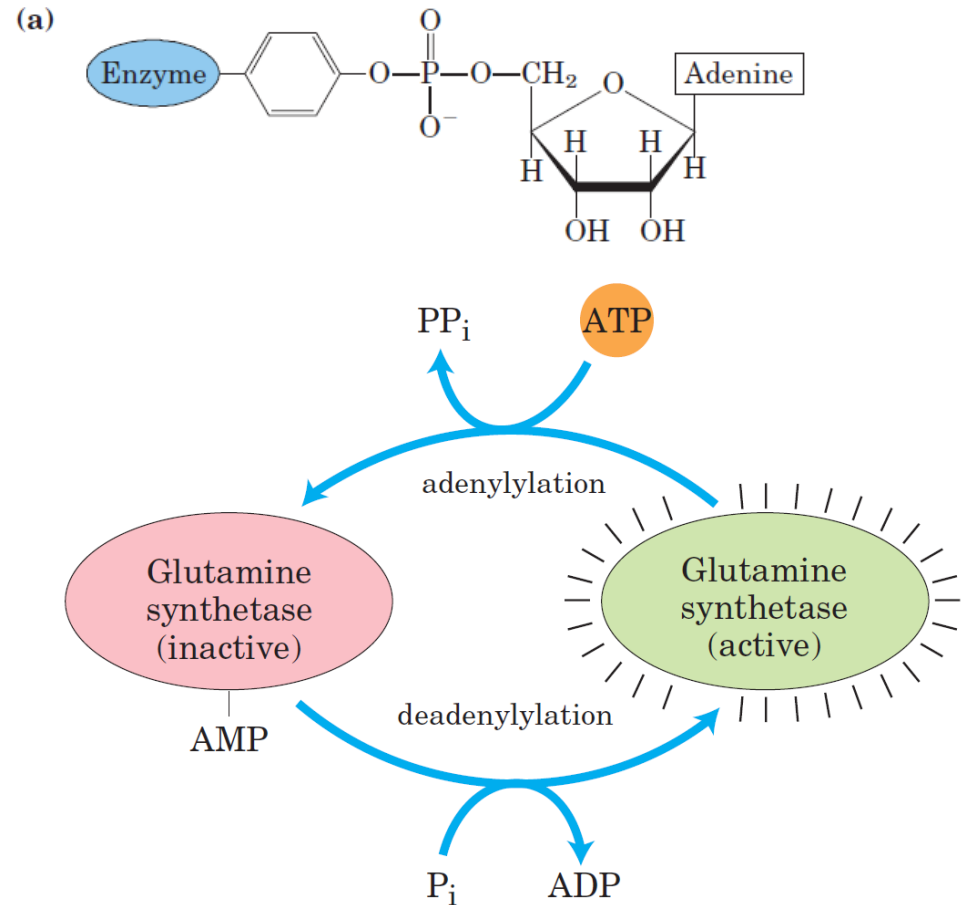 (a)
O
Enzyme
O
P
O
CH₂
O
Adenine
O⁻
H
H
H
H
OH
OH
PPᵢ
ATP
adenylylation
Glutamine
synthetase
(inactive)
Glutamine
synthetase
(active)
AMP
deadenylylation
Pᵢ
ADP